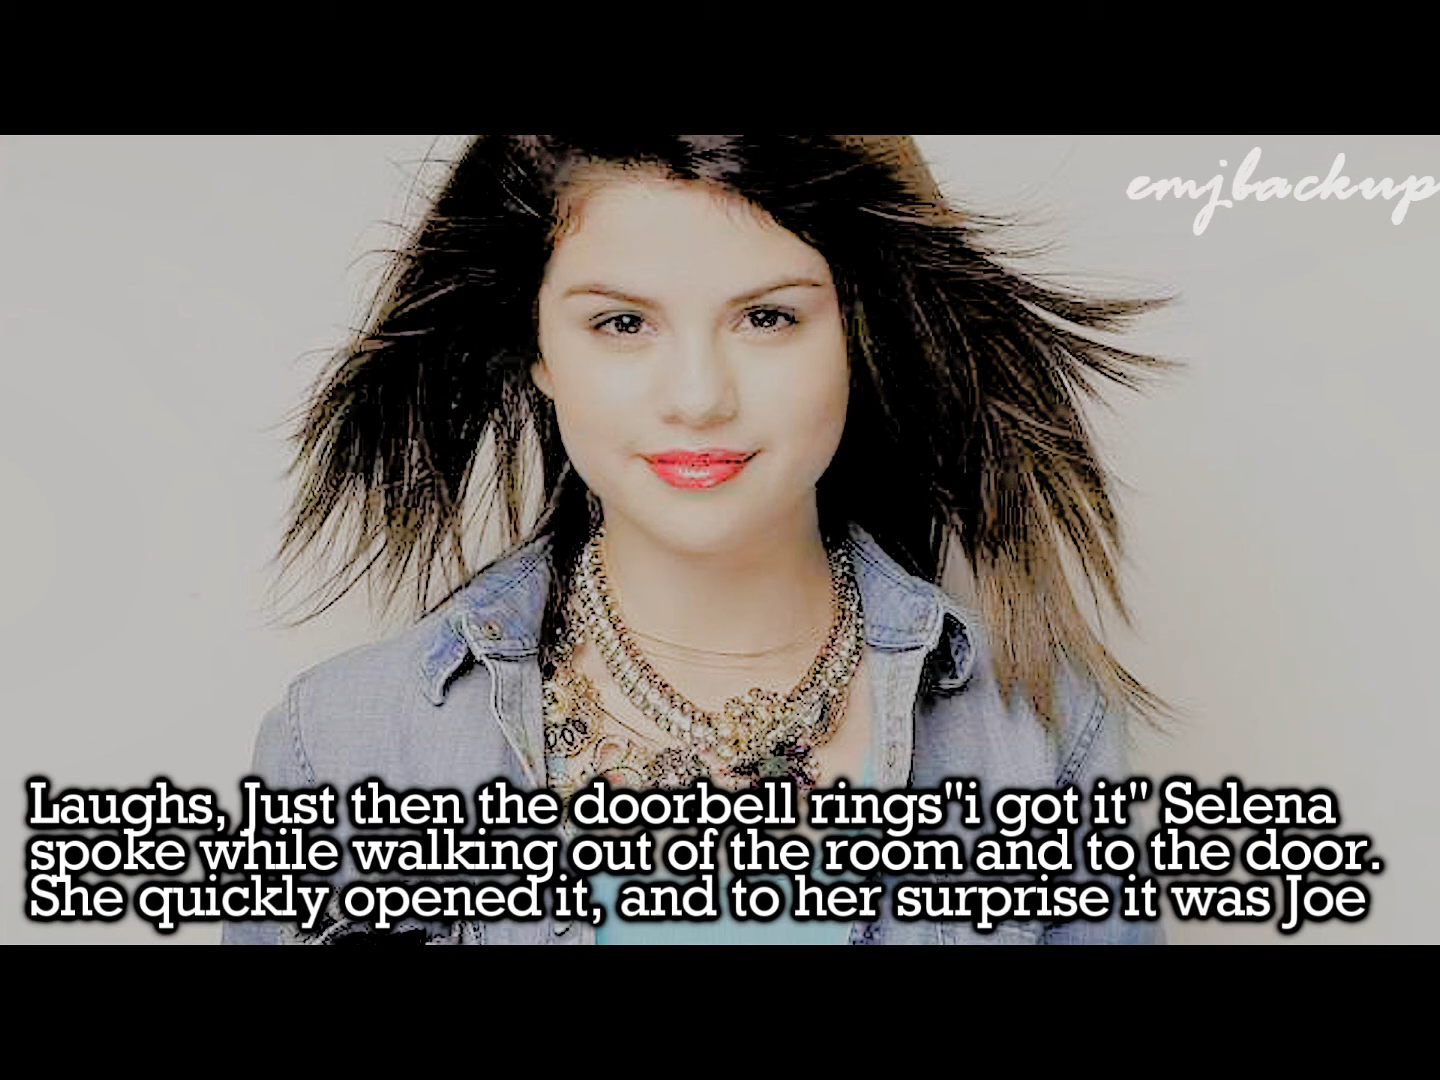 emjbackup
Laughs, Just then the doorbell rings"i got it" Selena
spoke while walking out of the room and to the door.
She quickly opened it, and to her surprise it was Joe